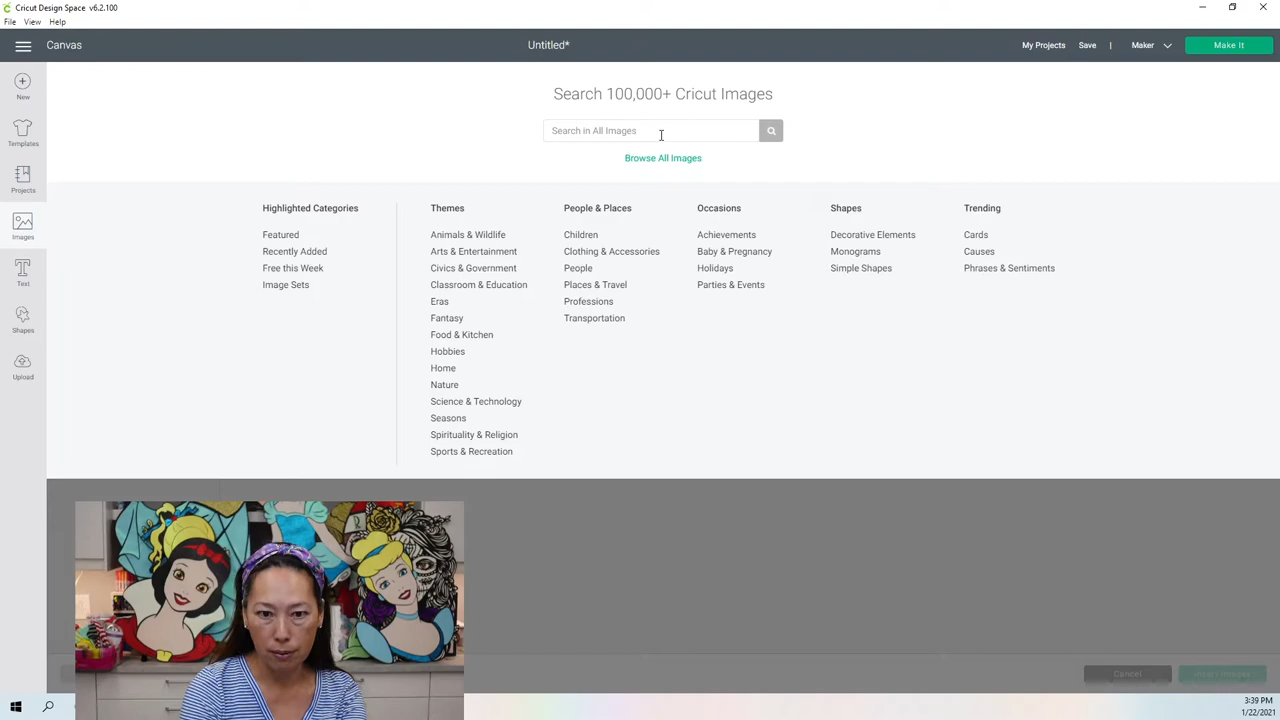 Cricut Design Space v6.2.100
File View Help
Canvas
Untitled*
My Projects Save | Maker Make It
New
Templates
Projects
Images
Text
Shapes
Upload
Search 100,000+ Cricut Images
Search in All Images
Browse All Images
Highlighted Categories
Featured
Recently Added
Free this Week
Image Sets
Themes
Animals & Wildlife
Arts & Entertainment
Civics & Government
Classroom & Education
Eras
Fantasy
Food & Kitchen
Hobbies
Home
Nature
Science & Technology
Seasons
Spirituality & Religion
Sports & Recreation
People & Places
Children
Clothing & Accessories
People
Places & Travel
Professions
Transportation
Occasions
Achievements
Baby & Pregnancy
Holidays
Parties & Events
Shapes
Decorative Elements
Monograms
Simple Shapes
Trending
Cards
Causes
Phrases & Sentiments
Cancel
Insert Images
3:39 PM
1/22/2021